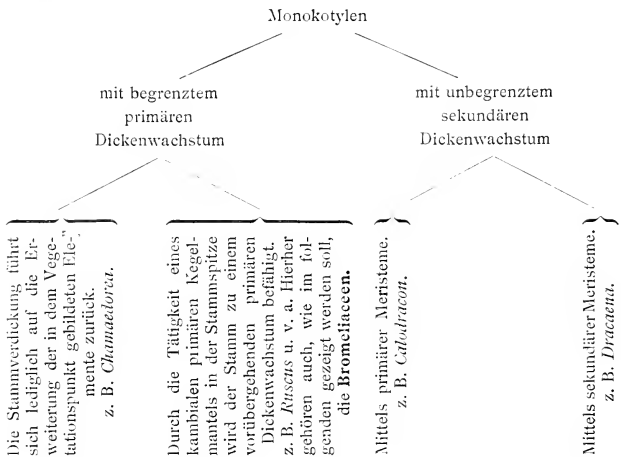 Monokotylen
mit begrenztem
primären
Dickenwachstum
mit unbegrenztem
sekundären
Dickenwachstum
Die Stammverdickung führt
sich lediglich auf die Er-
weiterung der in dem Vege-
tationspunkt gebildeten Ele-
mente zurück.
z. B. Chamaedorea.
Durch die Tätigkeit eines
kambialen primären Kegel-
mantels in der Stammspitze
wird der Stamm zu einem
vorübergehenden primären
Dickenwachstum befähigt.
z. B. Ruscus u. v. a. Hierher
gehören auch, wie im fol-
genden gezeigt werden soll,
die Bromeliaceen.
Mittels primärer Meristeme.
z. B. Calodracon.
Mittels sekundärer Meristeme.
z. B. Dracaena.